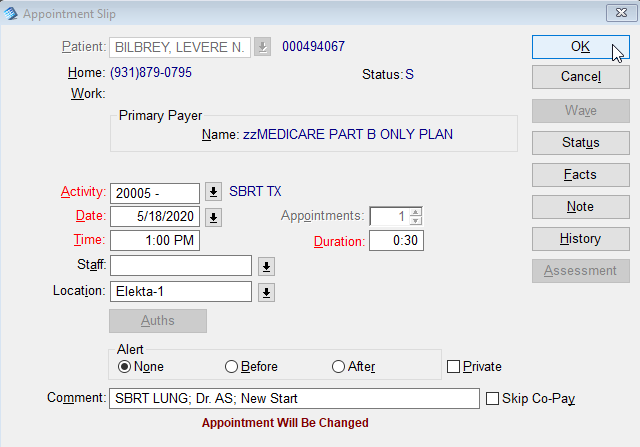 Appointment Slip
Patient: BILBREY, LEVERE N. 000494067
OK
Home: (931)879-0795 Status: S
Cancel
Work:
Primary Payer
Wave
Name: zzMEDICARE PART B ONLY PLAN
Status
Facts
Activity: 20005 - SBRT TX
Note
Date: 5/18/2020 Appointments: 1
Time: 1:00 PM Duration: 0:30
History
Staff:
Assessment
Location: Elekta-1
Auths
Alert
None Before After Private
Comment: SBRT LUNG; Dr. AS; New Start Skip Co-Pay
Appointment Will Be Changed